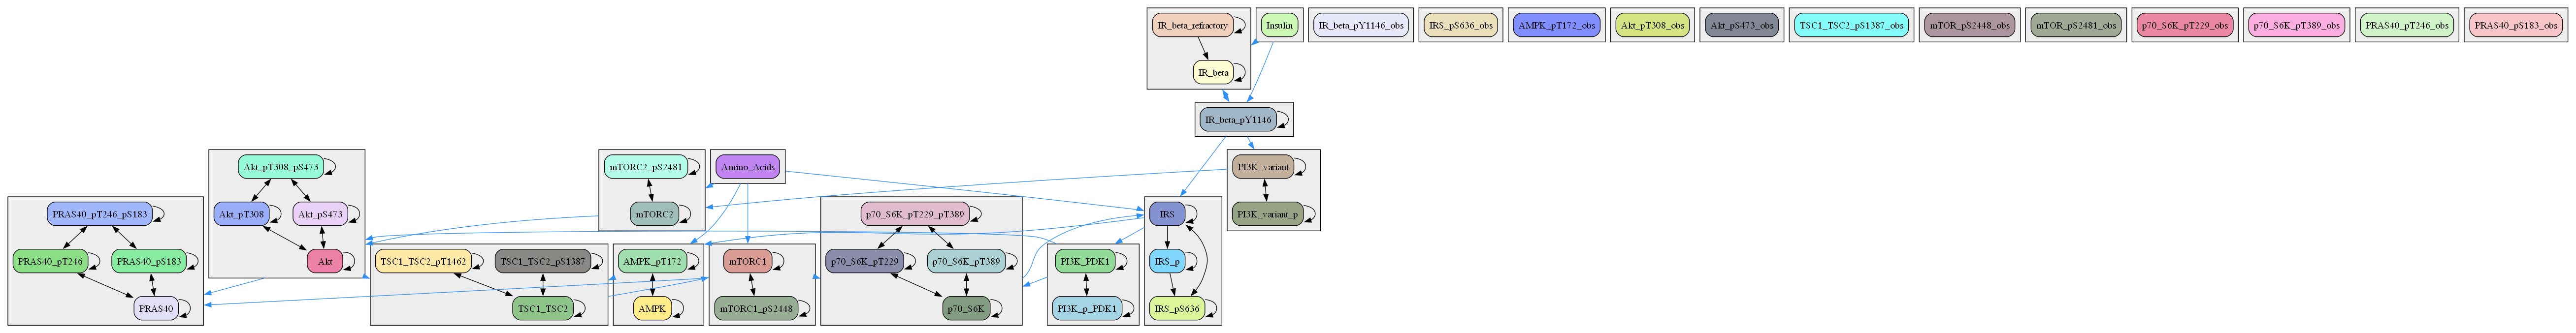 IR_beta_refractory
Insulin
IR_beta_pY1146_obs
IRS_pS636_obs
AMPK_pT172_obs
Akt_pT308_obs
Akt_pS473_obs
TSC1_TSC2_pS1387_obs
mTOR_pS2448_obs
mTOR_pS2481_obs
p70_S6K_pT229_obs
p70_S6K_pT389_obs
PRAS40_pT246_obs
PRAS40_pS183_obs
IR_beta
IR_beta_pY1146
Akt_pT308_pS473
mTORC2_pS2481
Amino_Acids
PI3K_variant
PRAS40_pT246_pS183
Akt_pT308
Akt_pS473
mTORC2
p70_S6K_pT229_pT389
IRS
PI3K_variant_p
PRAS40_pT246
PRAS40_pS183
Akt
TSC1_TSC2_pT1462
TSC1_TSC2_pS1387
AMPK_pT172
mTORC1
p70_S6K_pT229
p70_S6K_pT389
PI3K_PDK1
IRS_p
PRAS40
TSC1_TSC2
AMPK
mTORC1_pS2448
p70_S6K
PI3K_p_PDK1
IRS_pS636